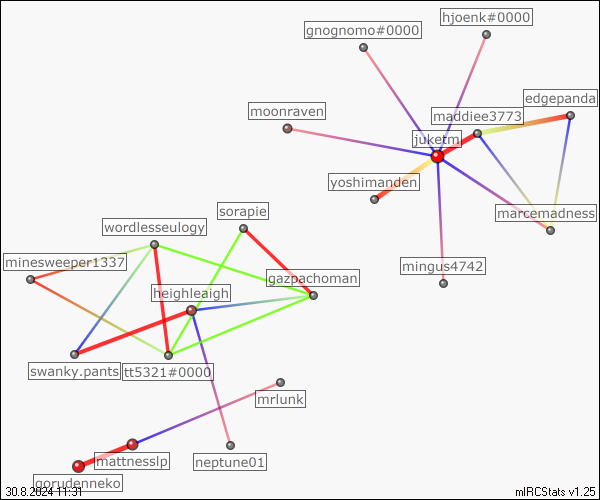 hjoenk#0000
gnognomo#0000
edgepanda
moonraven
maddiee3773
juketm
yoshimanden
sorapie
marcemadness
wordlesseulogy
minesweeper1337
mingus4742
gazpachoman
heighleaigh
swanky.pants
tt5321#0000
mrlunk
mattnesslp
neptune01
gorudenneko
30.8.2024 11:31
mIRCStats v1.25